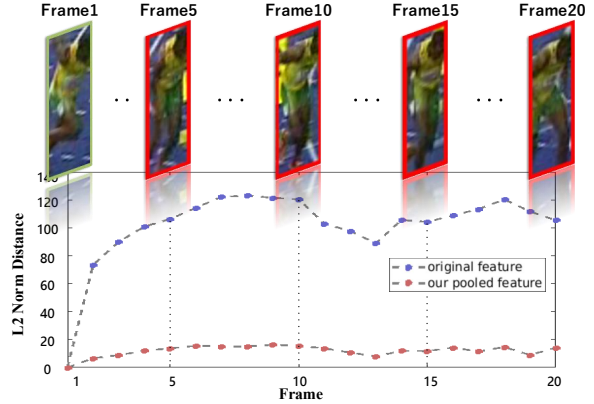 Frame1 Frame5 Frame10 Frame15 Frame20
140
120
100
80
60
40
20
0
L2 Norm Distance
original feature
our pooled feature
1 5 10 15 20
Frame